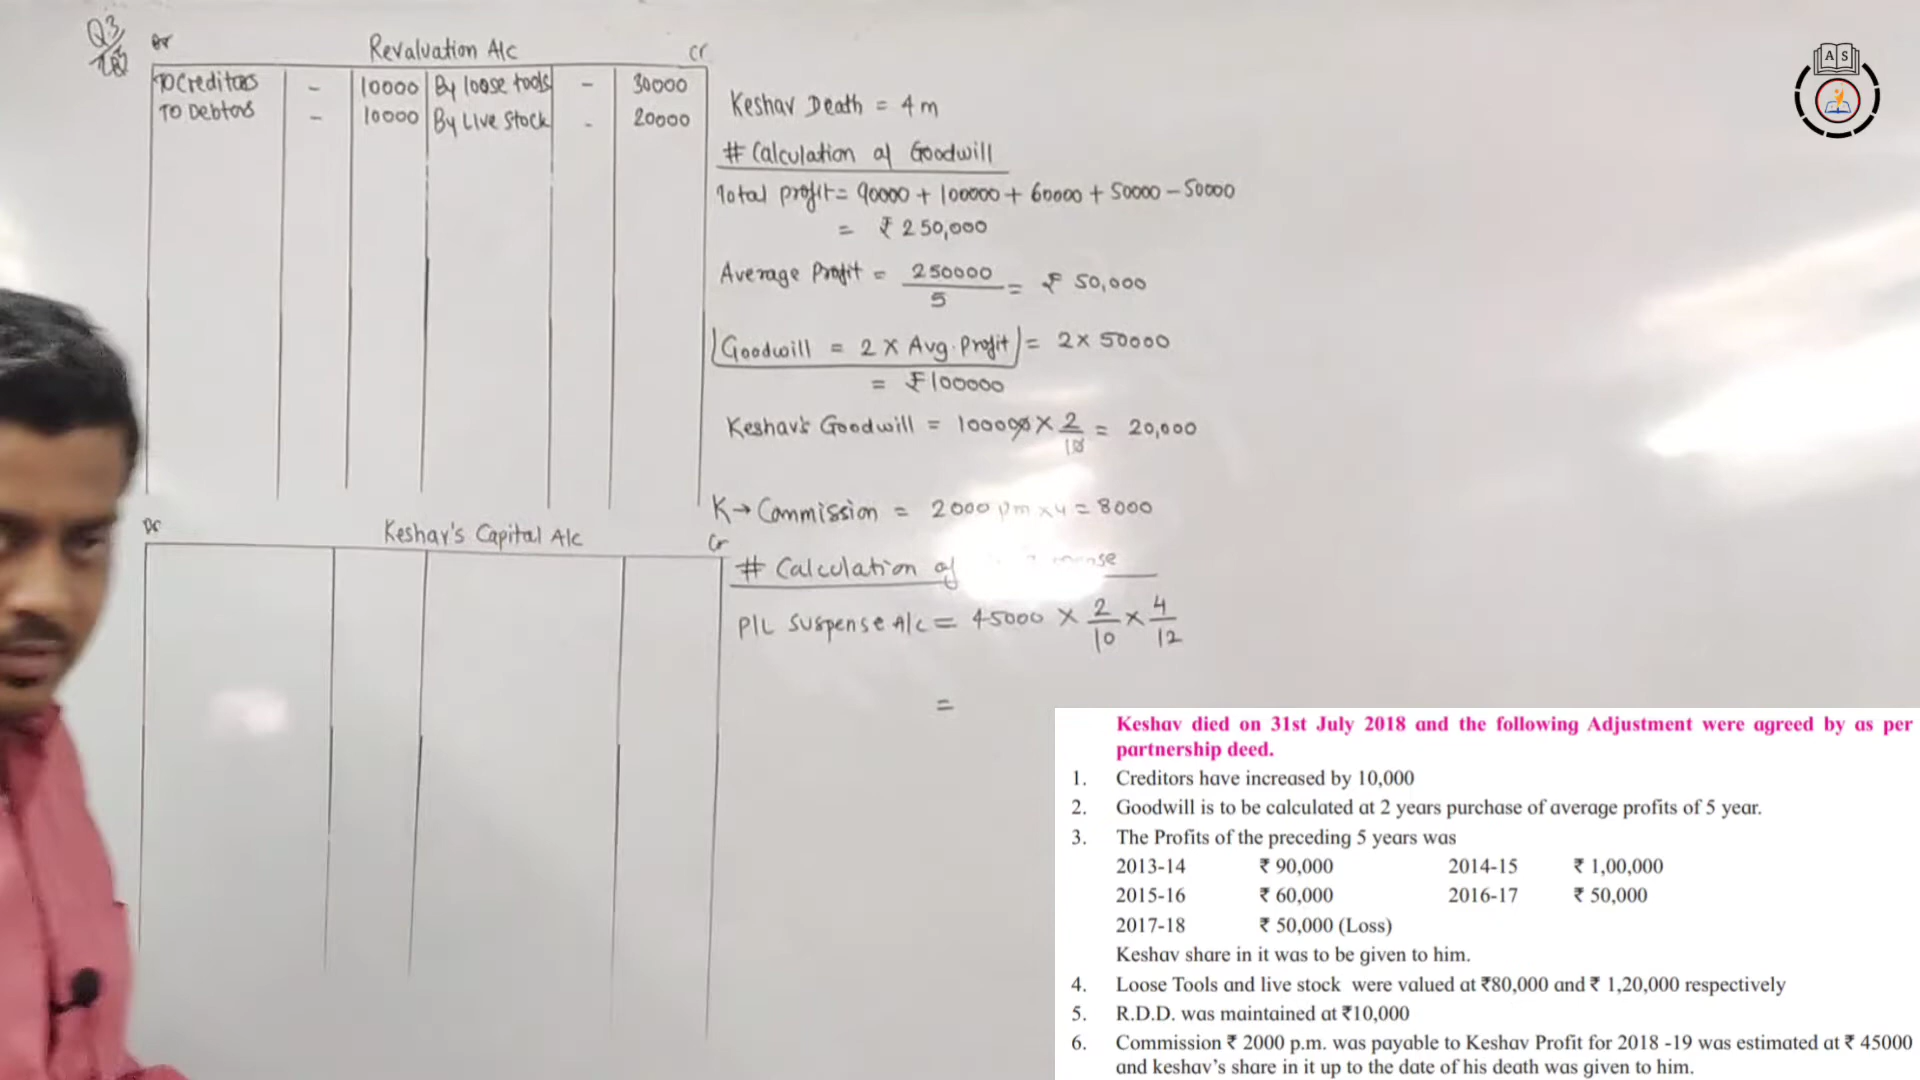 Q3
Dr Revaluation A/c Cr
To Creditors - 10000 By loose tools - 30000
To Debtors - 10000 By Live Stock - 20000
Keshav Death = 4 m
# Calculation of Goodwill
Total profit = 90000 + 100000 + 60000 + 50000 - 50000
= ₹ 250,000
Average Profit = 250000 / 5 = ₹ 50,000
Goodwill = 2 x Avg. Profit = 2 x 50000
= ₹ 100000
Keshav's Goodwill = 100000 x 2/10 = 20,000
K → Commission = 2000 pm x 4 = 8000
# Calculation of
P/L Suspense A/c = 45000 x 2/10 x 4/12
=
Dr Keshav's Capital A/c Cr
A S
Keshav died on 31st July 2018 and the following Adjustment were agreed by as per
partnership deed.
1. Creditors have increased by 10,000
2. Goodwill is to be calculated at 2 years purchase of average profits of 5 year.
3. The Profits of the preceding 5 years was
2013-14 ₹ 90,000 2014-15 ₹ 1,00,000
2015-16 ₹ 60,000 2016-17 ₹ 50,000
2017-18 ₹ 50,000 (Loss)
Keshav share in it was to be given to him.
4. Loose Tools and live stock were valued at ₹80,000 and ₹ 1,20,000 respectively
5. R.D.D. was maintained at ₹10,000
6. Commission ₹ 2000 p.m. was payable to Keshav Profit for 2018 -19 was estimated at ₹ 45000
and keshav's share in it up to the date of his death was given to him.